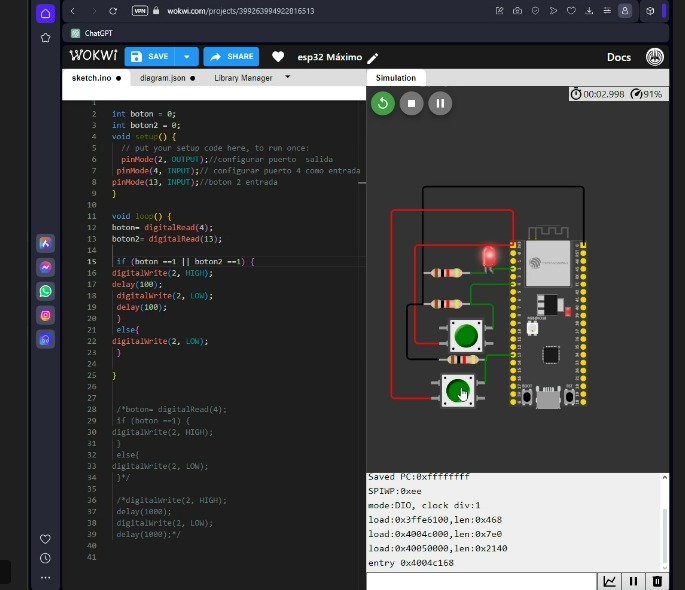 VPN wokwi.com/projects/399263994922816513
ChatGPT
WOKWI SAVE SHARE esp32 Máximo Docs
sketch.ino diagram.json Library Manager
Simulation
00:02.998 91%
1
2 int boton = 0;
3 int boton2 = 0;
4 void setup() {
5 // put your setup code here, to run once:
6 pinMode(2, OUTPUT);//configurar puerto salida
7 pinMode(4, INPUT);// configurar puerto 4 como entrada
8 pinMode(13, INPUT);//boton 2 entrada
9 }
10
11 void loop() {
12 boton= digitalRead(4);
13 boton2= digitalRead(13);
14
15 if (boton ==1 || boton2 ==1) {
16 digitalWrite(2, HIGH);
17 delay(100);
18 digitalWrite(2, LOW);
19 delay(100);
20 }
21 else{
22 digitalWrite(2, LOW);
23 }
24
25 }
26
27
28 /*boton= digitalRead(4);
29 if (boton ==1) {
30 digitalWrite(2, HIGH);
31 }
32 else{
33 digitalWrite(2, LOW);
34 }*/
35
36 /*digitalWrite(2, HIGH);
37 delay(1000);
38 digitalWrite(2, LOW);
39 delay(1000);*/
40
41
Saved PC:0xffffffff
SPIWP:0xee
mode:DIO, clock div:1
load:0x3ffe6100,len:0x468
load:0x4004c000,len:0x7e0
load:0x40050000,len:0x2140
entry 0x4004c168